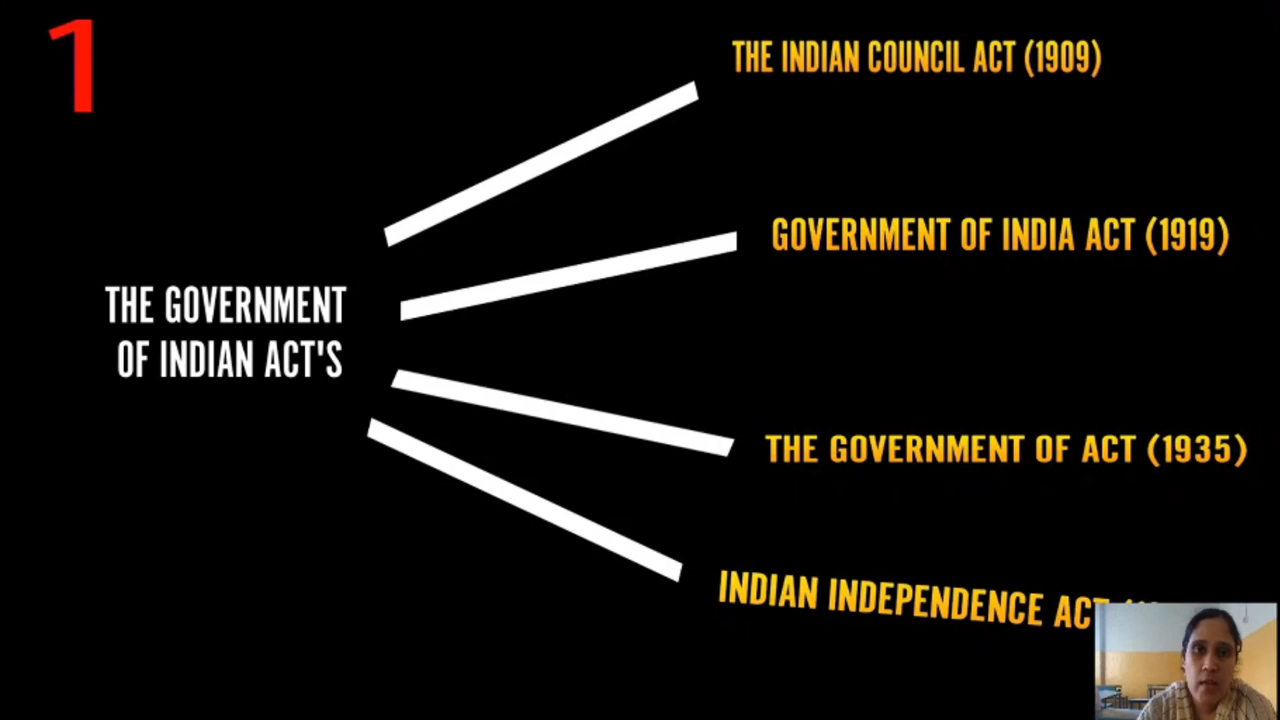 1
THE INDIAN COUNCIL ACT (1909)
GOVERNMENT OF INDIA ACT (1919)
THE GOVERNMENT
OF INDIAN ACT'S
THE GOVERNMENT OF ACT (1935)
INDIAN INDEPENDENCE ACT